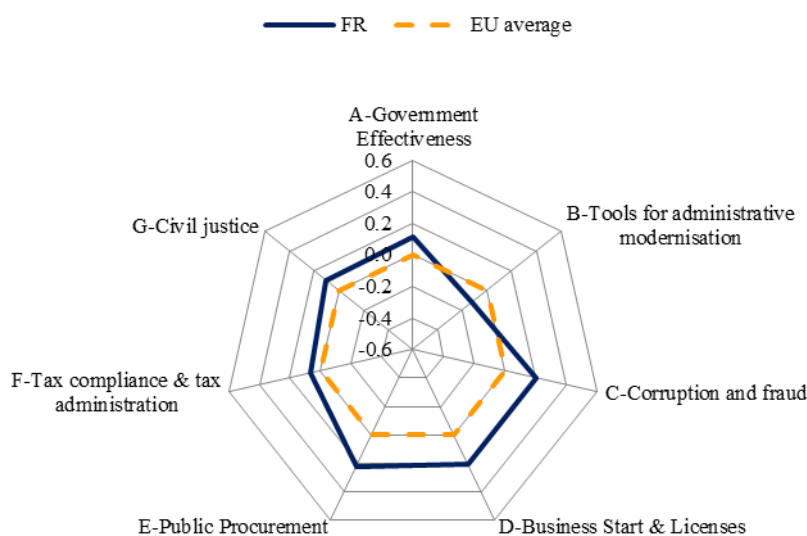 FR EU average
A-Government
Effectiveness
0.6
0.4
0.2
0.0
-0.2
-0.4
-0.6
B-Tools for administrative
modernisation
G-Civil justice
F-Tax compliance & tax
administration
C-Corruption and fraud
E-Public Procurement
D-Business Start & Licenses